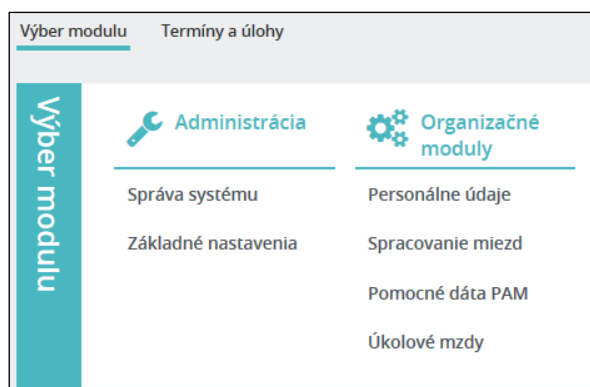 Výber modulu Termíny a úlohy
Výber modulu
Administrácia
Správa systému
Základné nastavenia
Organizačné
moduly
Personálne údaje
Spracovanie miezd
Pomocné dáta PAM
Úkolové mzdy